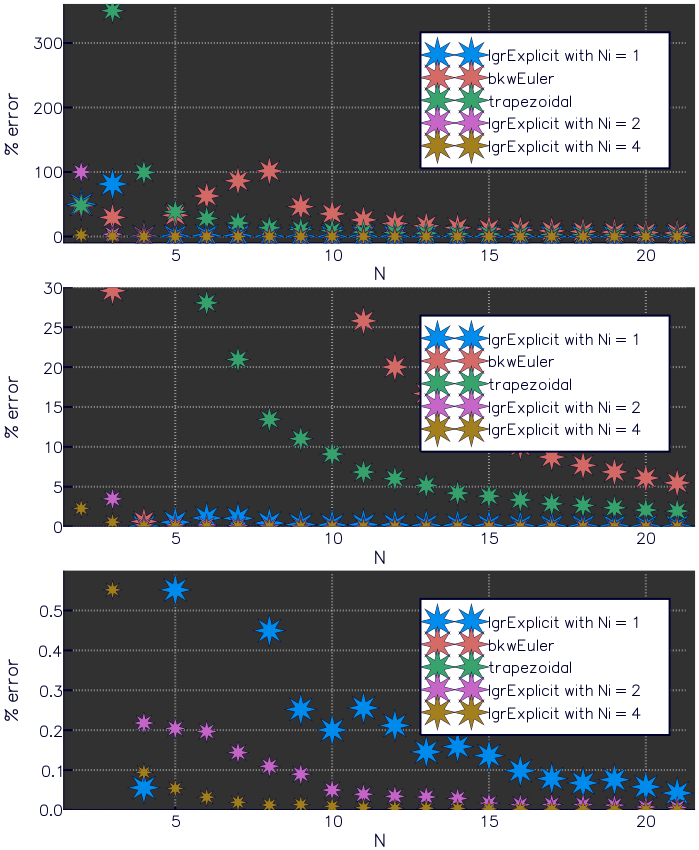 300
200
100
0
% error
5
10
15
20
N
lgrExplicit with Ni = 1
bkwEuler
trapezoidal
lgrExplicit with Ni = 2
lgrExplicit with Ni = 4
30
25
20
15
10
5
0
% error
5
10
15
20
N
lgrExplicit with Ni = 1
bkwEuler
trapezoidal
lgrExplicit with Ni = 2
lgrExplicit with Ni = 4
0.5
0.4
0.3
0.2
0.1
0.0
% error
5
10
15
20
N
lgrExplicit with Ni = 1
bkwEuler
trapezoidal
lgrExplicit with Ni = 2
lgrExplicit with Ni = 4